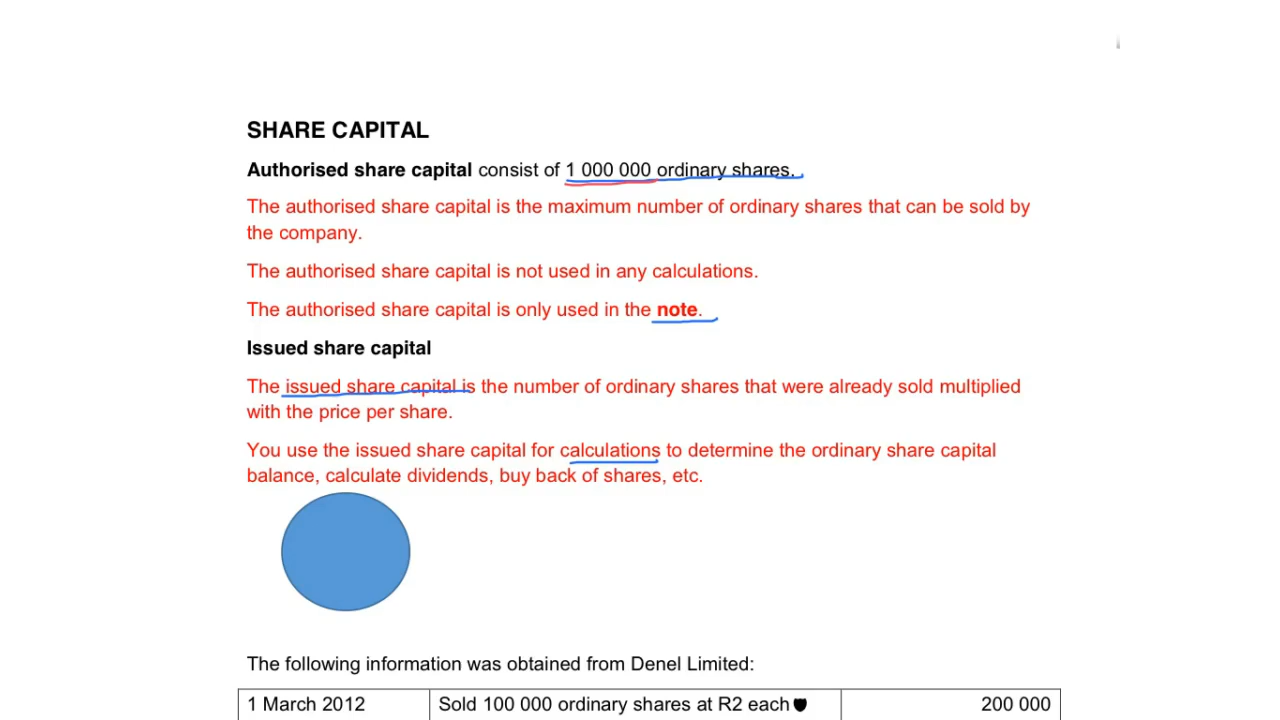 SHARE CAPITAL
Authorised share capital consist of 1 000 000 ordinary shares.
The authorised share capital is the maximum number of ordinary shares that can be sold by
the company.
The authorised share capital is not used in any calculations.
The authorised share capital is only used in the note.
Issued share capital
The issued share capital is the number of ordinary shares that were already sold multiplied
with the price per share.
You use the issued share capital for calculations to determine the ordinary share capital
balance, calculate dividends, buy back of shares, etc.
The following information was obtained from Denel Limited:
1 March 2012 Sold 100 000 ordinary shares at R2 each 200 000